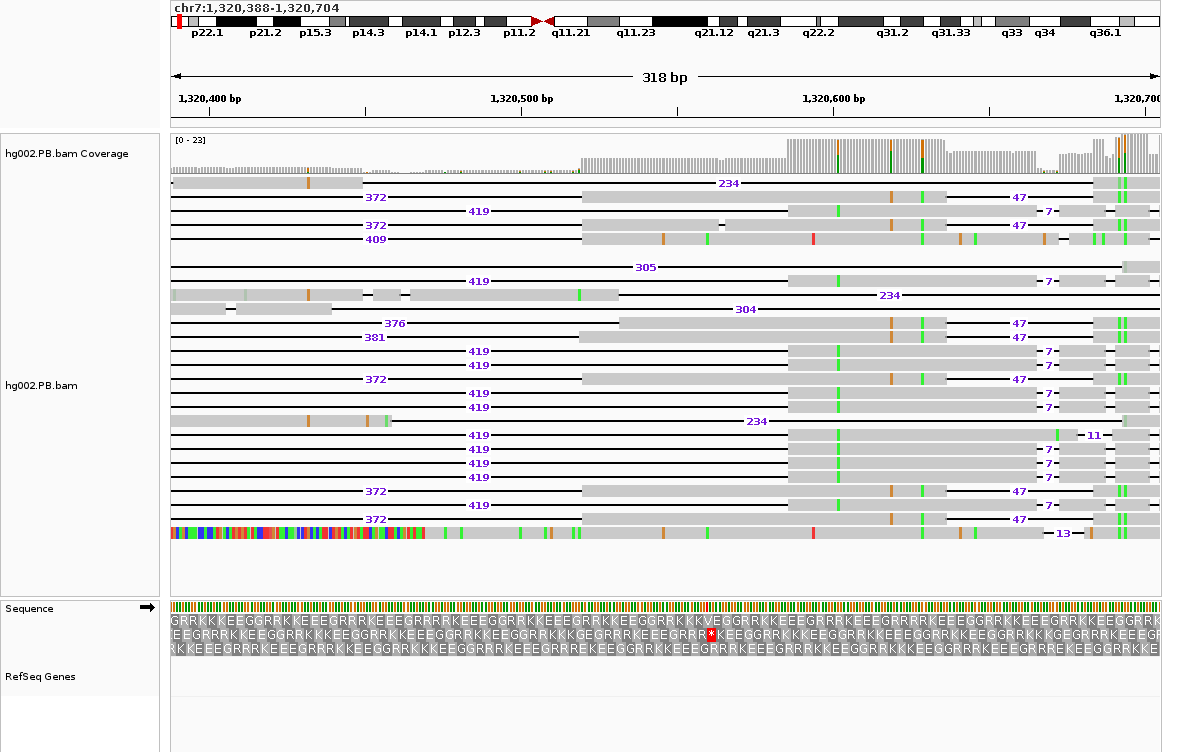 chr7:1,320,388-1,320,704
p22.1 p21.2 p15.3 p14.3 p14.1 p12.3 p11.2 q11.21 q11.23 q21.12 q21.3 q22.2 q31.2 q31.33 q33 q34 q36.1
318 bp
1,320,400 bp 1,320,500 bp 1,320,600 bp 1,320,700
hg002.PB.bam Coverage
[0 - 23]
234
372 47
419 7
372 47
409
305
419 7
234
304
376 47
381 47
419 7
419 7
hg002.PB.bam
372 47
419 7
419 7
234
419 11
419 7
419 7
419 7
372 47
419 7
372 47
13
Sequence
RefSeq Genes